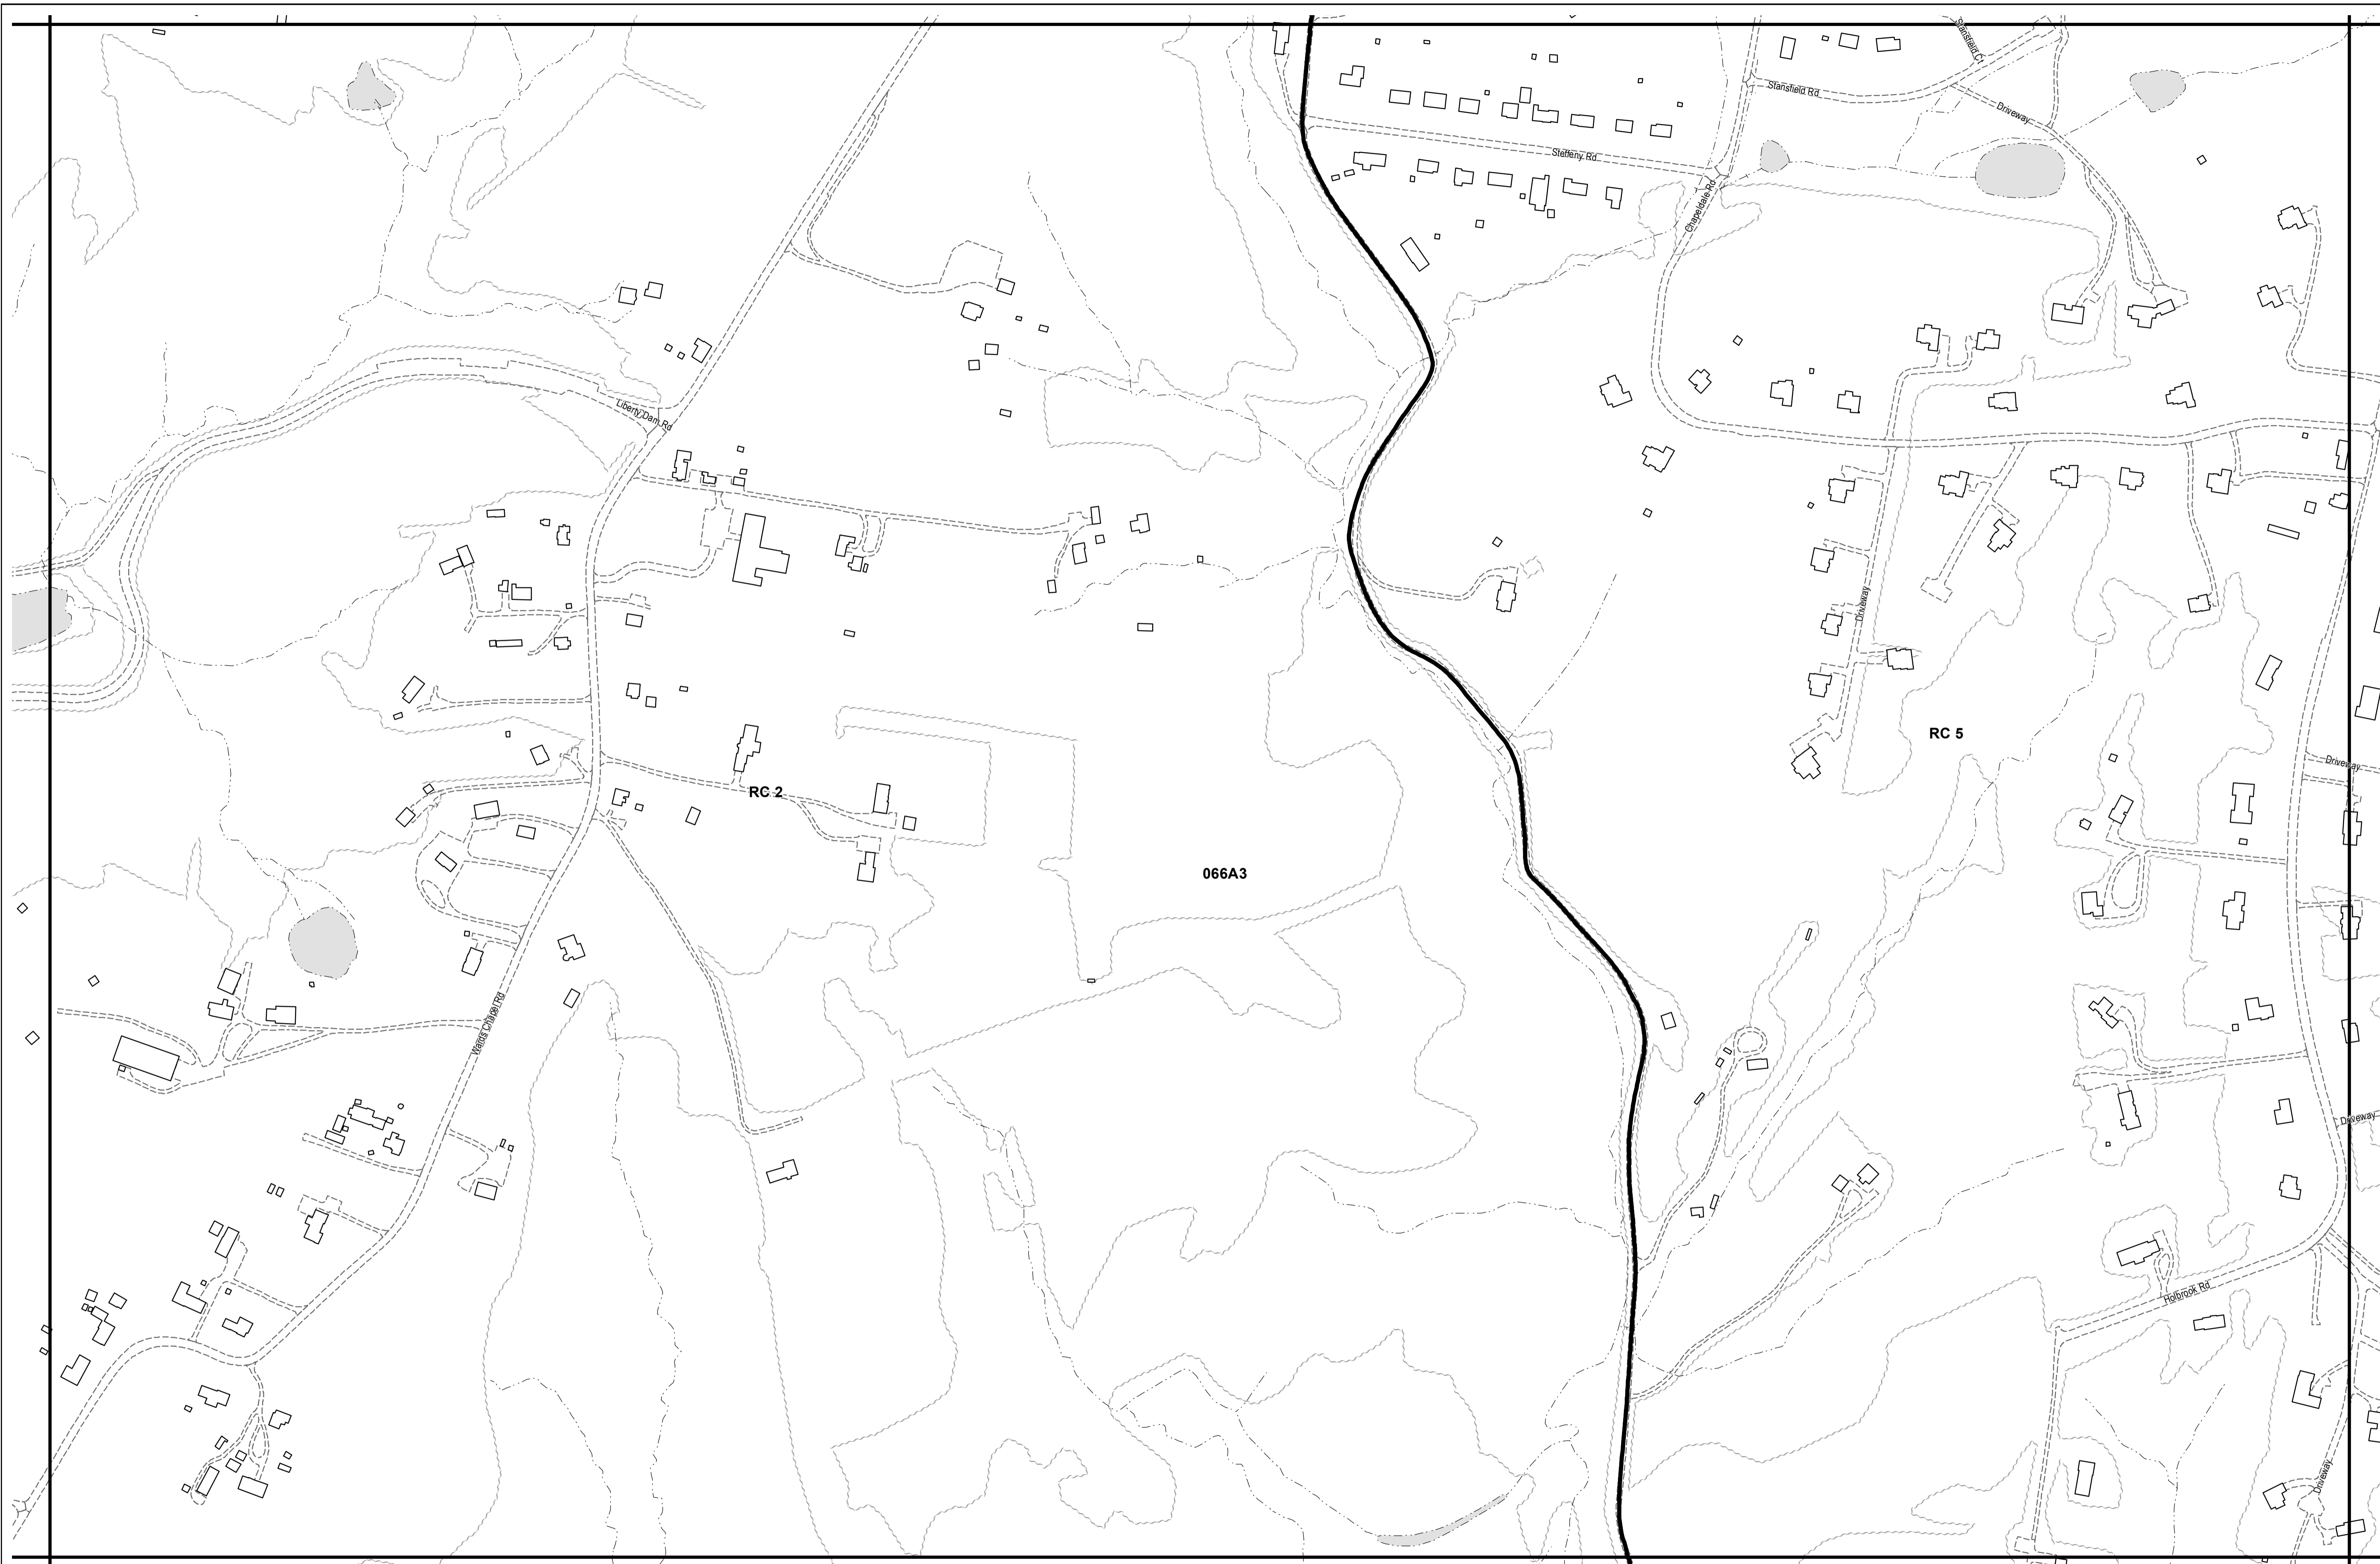 Stansfield C
Stansfield Rd
Driveway
Steffeny Rd
Chapeldale Rd
Liberty Dam Rd
Driveway
RC 5
Driveway
RC 2
066A3
Wards Chapel Rd
Driveway
Holbrook Rd
Driveway